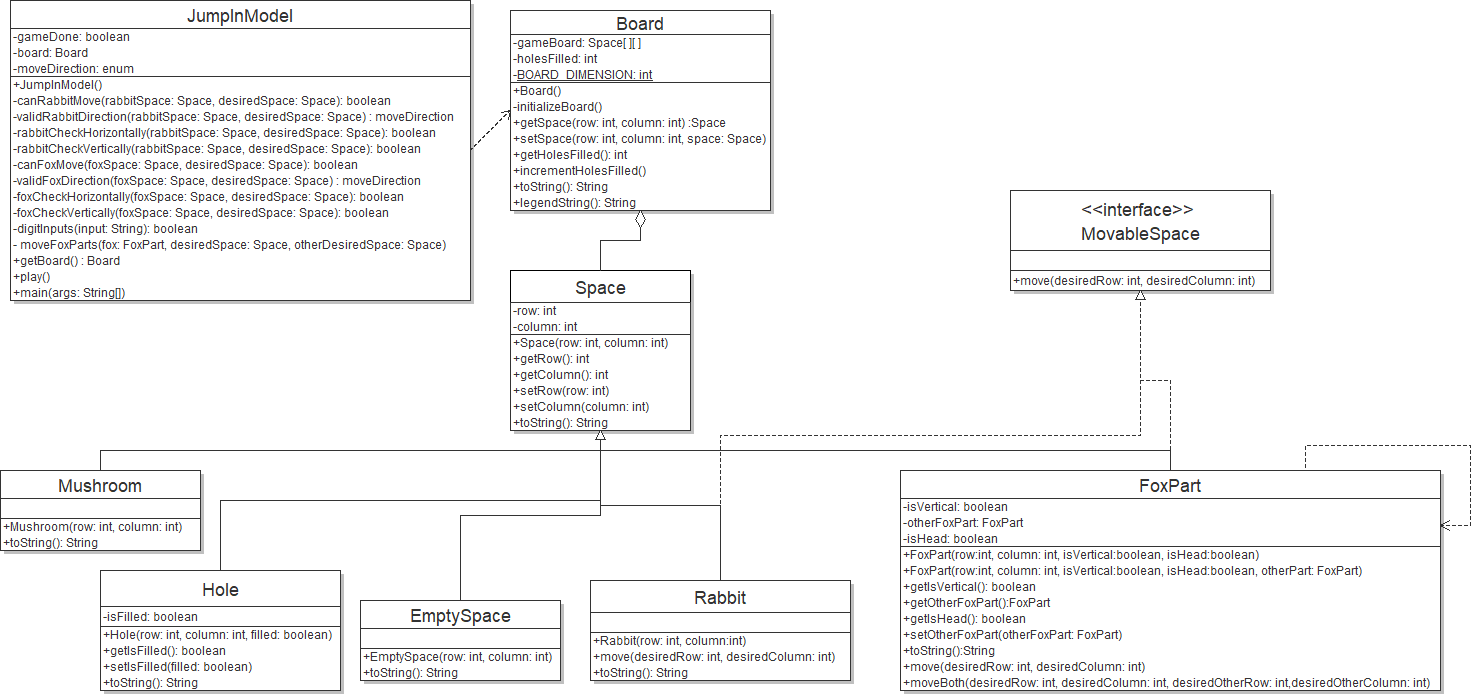 JumpInModel
-gameDone: boolean
-board: Board
-moveDirection: enum
+JumpInModel()
-canRabbitMove(rabbitSpace: Space, desiredSpace: Space): boolean
-validRabbitDirection(rabbitSpace: Space, desiredSpace: Space) : moveDirection
-rabbitCheckHorizontally(rabbitSpace: Space, desiredSpace: Space): boolean
-rabbitCheckVertically(rabbitSpace: Space, desiredSpace: Space): boolean
-canFoxMove(foxSpace: Space, desiredSpace: Space): boolean
-validFoxDirection(foxSpace: Space, desiredSpace: Space) : moveDirection
-foxCheckHorizontally(foxSpace: Space, desiredSpace: Space): boolean
-foxCheckVertically(foxSpace: Space, desiredSpace: Space): boolean
-digitInputs(input: String): boolean
- moveFoxParts(fox: FoxPart, desiredSpace: Space, otherDesiredSpace: Space)
+getBoard() : Board
+play()
+main(args: String[])
Board
-gameBoard: Space[ ][ ]
-holesFilled: int
-BOARD_DIMENSION: int
+Board()
-initializeBoard()
+getSpace(row: int, column: int) :Space
+setSpace(row: int, column: int, space: Space)
+getHolesFilled(): int
+incrementHolesFilled()
+toString(): String
+legendString(): String
<<interface>>
MovableSpace
+move(desiredRow: int, desiredColumn: int)
Space
-row: int
-column: int
+Space(row: int, column: int)
+getRow(): int
+getColumn(): int
+setRow(row: int)
+setColumn(column: int)
+toString(): String
Mushroom
+Mushroom(row: int, column: int)
+toString(): String
Hole
-isFilled: boolean
+Hole(row: int, column: int, filled: boolean)
+getIsFilled(): boolean
+setIsFilled(filled: boolean)
+toString(): String
EmptySpace
+EmptySpace(row: int, column: int)
+toString(): String
Rabbit
+Rabbit(row: int, column:int)
+move(desiredRow: int, desiredColumn: int)
+toString(): String
FoxPart
-isVertical: boolean
-otherFoxPart: FoxPart
-isHead: boolean
+FoxPart(row:int, column: int, isVertical:boolean, isHead:boolean)
+FoxPart(row:int, column: int, isVertical:boolean, isHead:boolean, otherPart: FoxPart)
+getIsVertical(): boolean
+getOtherFoxPart():FoxPart
+getIsHead(): boolean
+setOtherFoxPart(otherFoxPart: FoxPart)
+toString():String
+move(desiredRow: int, desiredColumn: int)
+moveBoth(desiredRow: int, desiredColumn: int, desiredOtherRow: int,desiredOtherColumn: int)